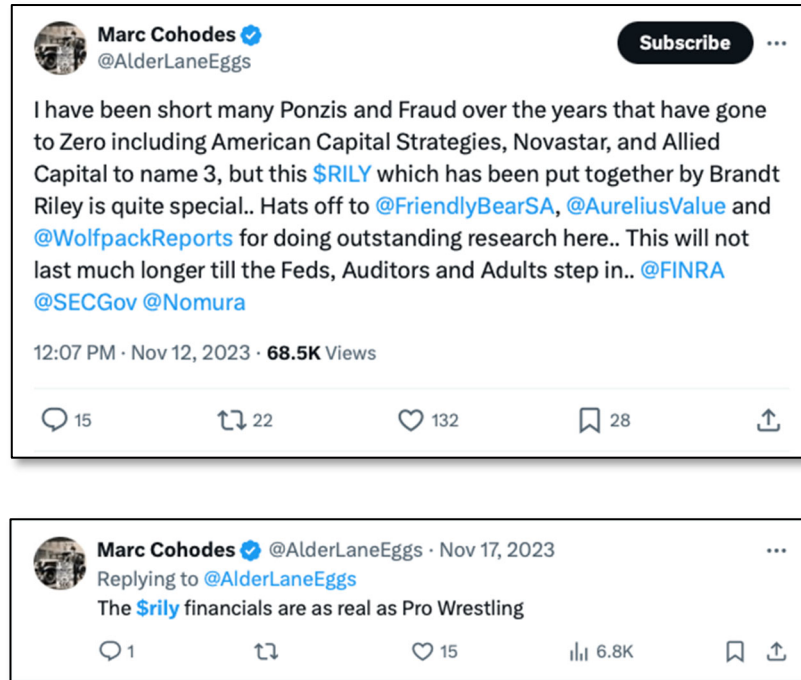 Marc Cohodes
@AlderLaneEggs
Subscribe
I have been short many Ponzis and Fraud over the years that have gone
to Zero including American Capital Strategies, Novastar, and Allied
Capital to name 3, but this $RILY which has been put together by Brandt
Riley is quite special.. Hats off to @FriendlyBearSA, @AureliusValue and
@WolfpackReports for doing outstanding research here.. This will not
last much longer till the Feds, Auditors and Adults step in.. @FINRA
@SECGov @Nomura
12:07 PM · Nov 12, 2023 · 68.5K Views
15 22 132 28
Marc Cohodes @AlderLaneEggs · Nov 17, 2023
Replying to @AlderLaneEggs
The $rily financials are as real as Pro Wrestling
1 15 6.8K